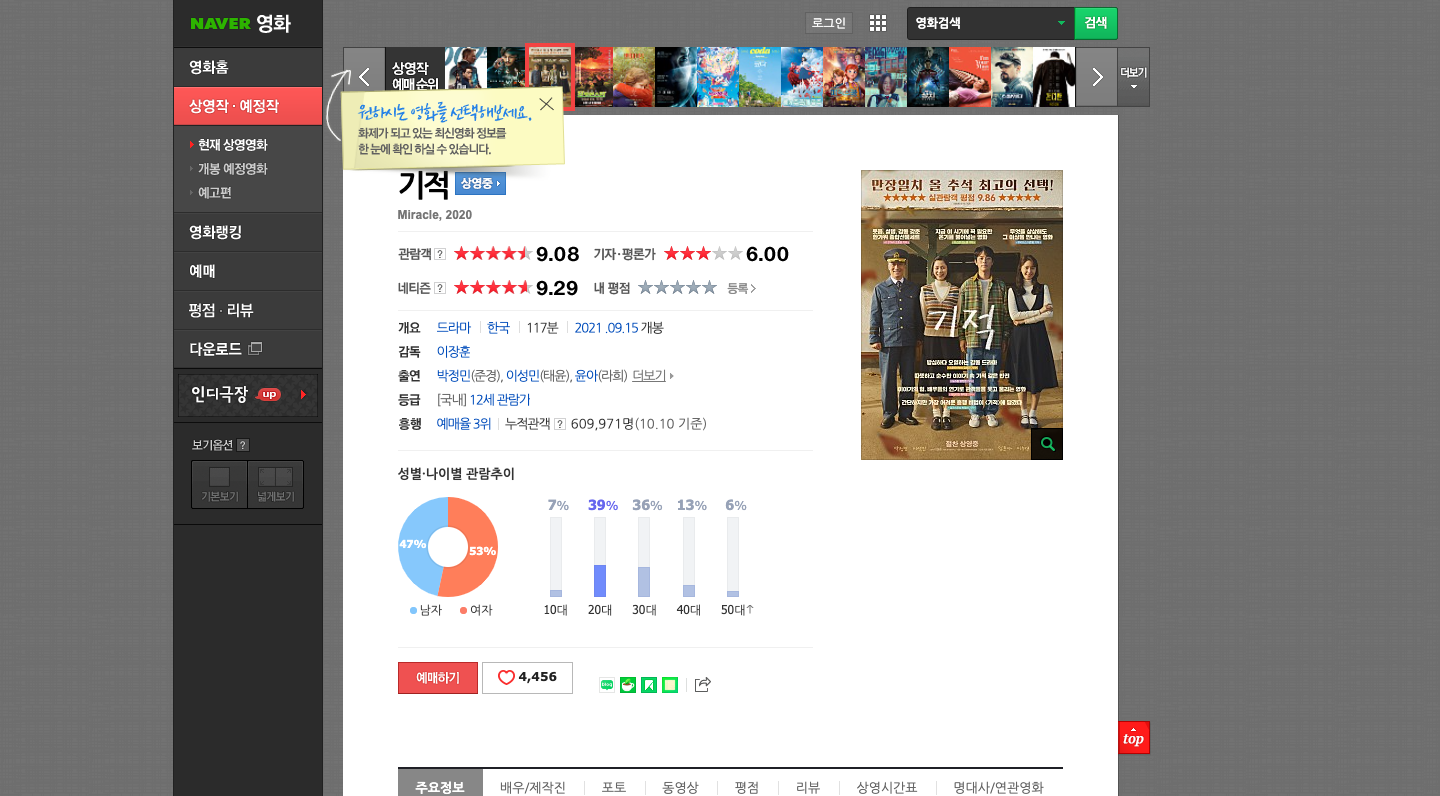 NAVER 영화
로그인
영화검색
검색
영화홈
상영작 · 예정작
현재 상영영화
개봉 예정영화
예고편
영화랭킹
예매
평점 · 리뷰
다운로드
인디극장 up
보기옵션 ?
기본보기
넓게보기
상영작
예매순위
더보기
원하시는 영화를 선택해보세요.
화제가 되고 있는 최신영화 정보를
한 눈에 확인 하실 수 있습니다.
기적 상영중
Miracle, 2020
관람객 ? 9.08 기자·평론가 6.00
네티즌 ? 9.29 내 평점 등록
개요 드라마 한국 117분 2021 .09.15 개봉
감독 이장훈
출연 박정민(준경), 이성민(태윤), 윤아(라희) 더보기
등급 [국내] 12세 관람가
흥행 예매율 3위 누적관객 ? 609,971명(10.10 기준)
만장일치 올 추석 최고의 선택!
★★★★★ 실관람객 평점 9.86 ★★★★★
기적
절찬 상영중
성별·나이별 관람추이
47%
53%
남자 여자
7% 39% 36% 13% 6%
10대 20대 30대 40대 50대↑
예매하기
4,456
blog
top
주요정보 배우/제작진 포토 동영상 평점 리뷰 상영시간표 명대사/연관영화